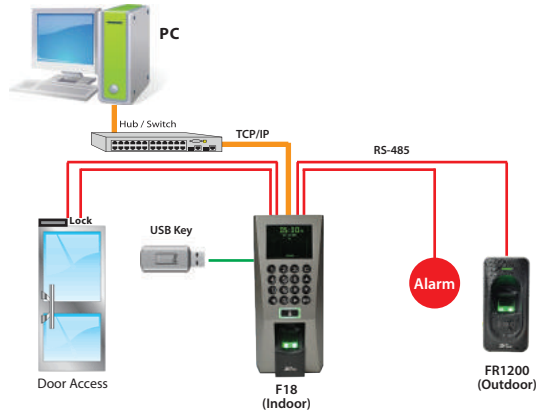 PC
Hub / Switch
TCP/IP
RS-485
Lock
USB Key
Alarm
Door Access
F18
(Indoor)
FR1200
(Outdoor)